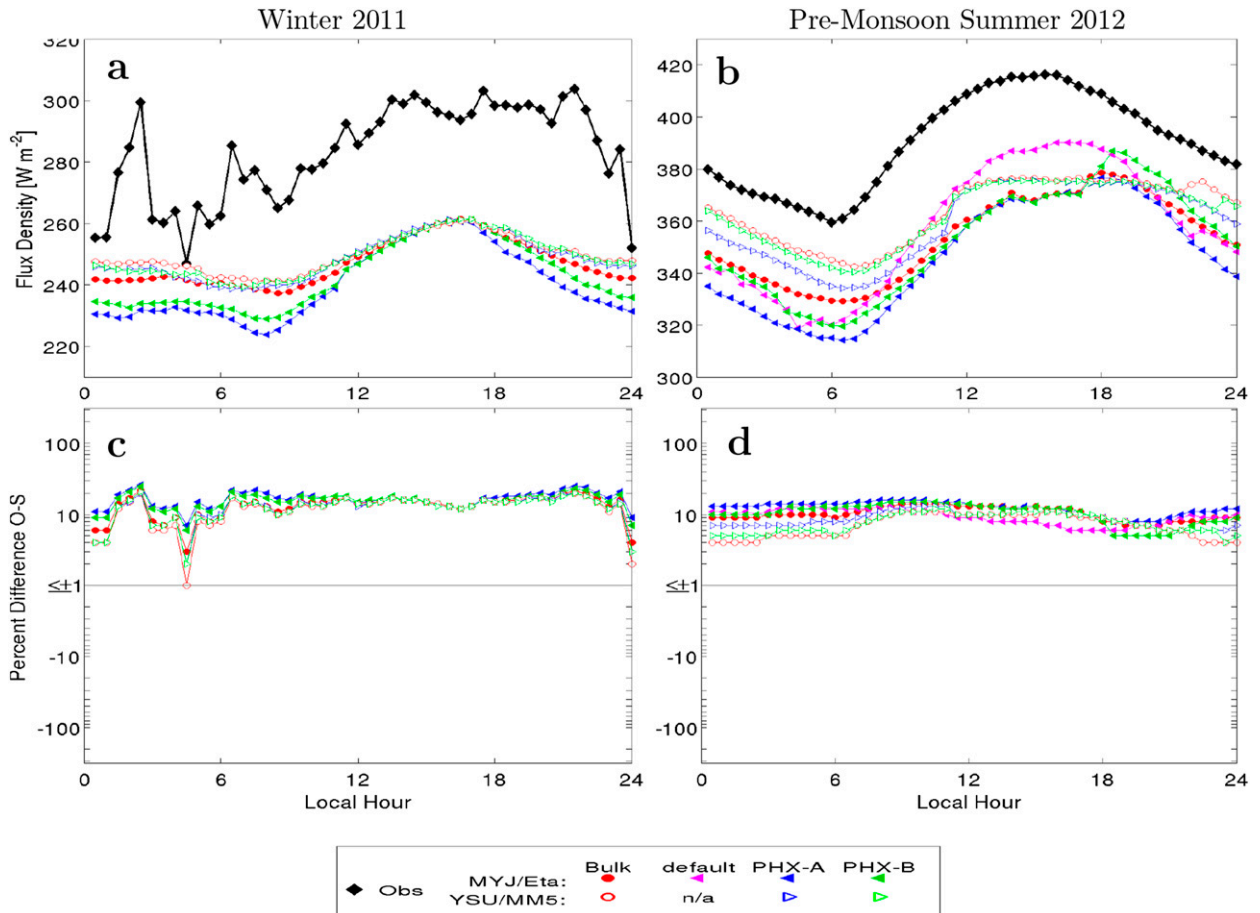 Winter 2011
Pre-Monsoon Summer 2012
a
320
300
280
260
240
220
Flux Density [W m⁻²]
0 6 12 18 24
b
420
400
380
360
340
320
300
0 6 12 18 24
c
100
10
≤±1
-10
-100
Percent Difference O-S
0 6 12 18 24
Local Hour
d
100
10
≤±1
-10
-100
0 6 12 18 24
Local Hour
Bulk default PHX-A PHX-B
Obs MYJ/Eta:
YSU/MM5: n/a